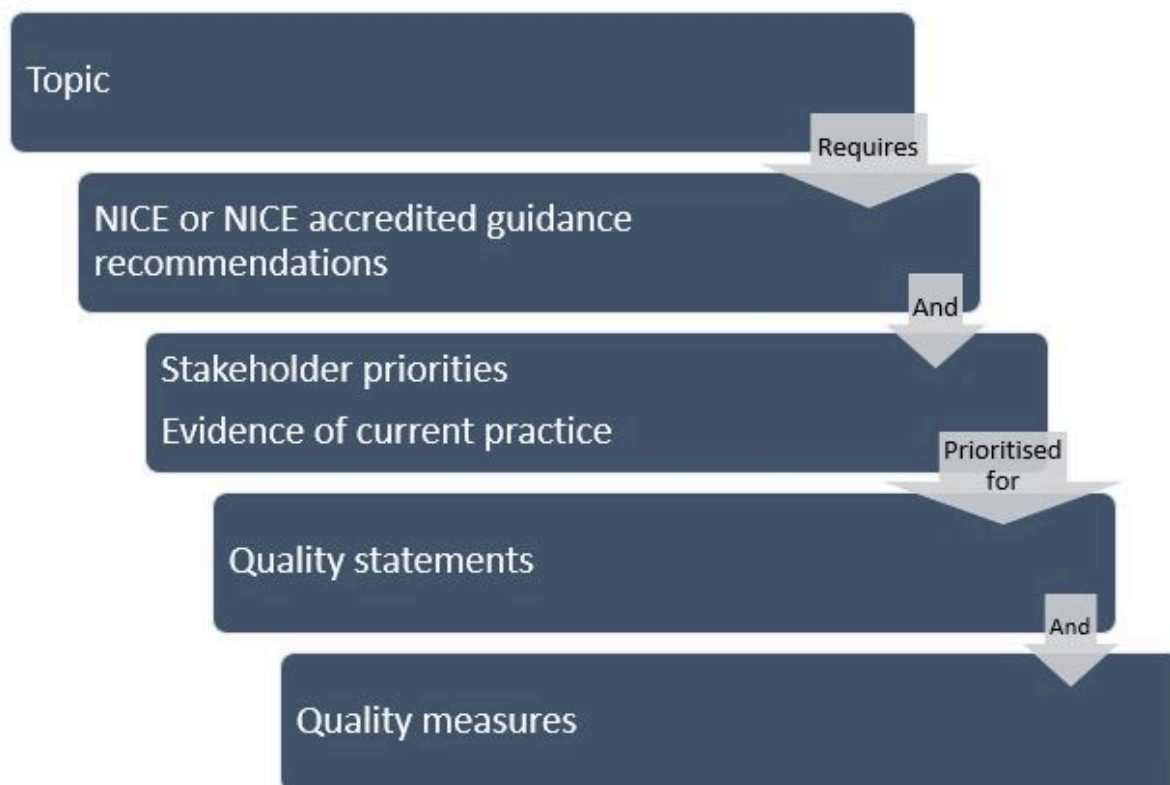 Topic
Requires
NICE or NICE accredited guidance
recommendations
And
Stakeholder priorities
Evidence of current practice
Prioritised
for
Quality statements
And
Quality measures